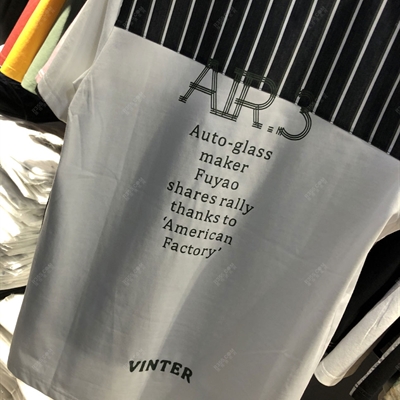 AIR.3
Auto-glass
maker
Fuyao
shares rally
thanks to
‘American
Factory’
VINTER